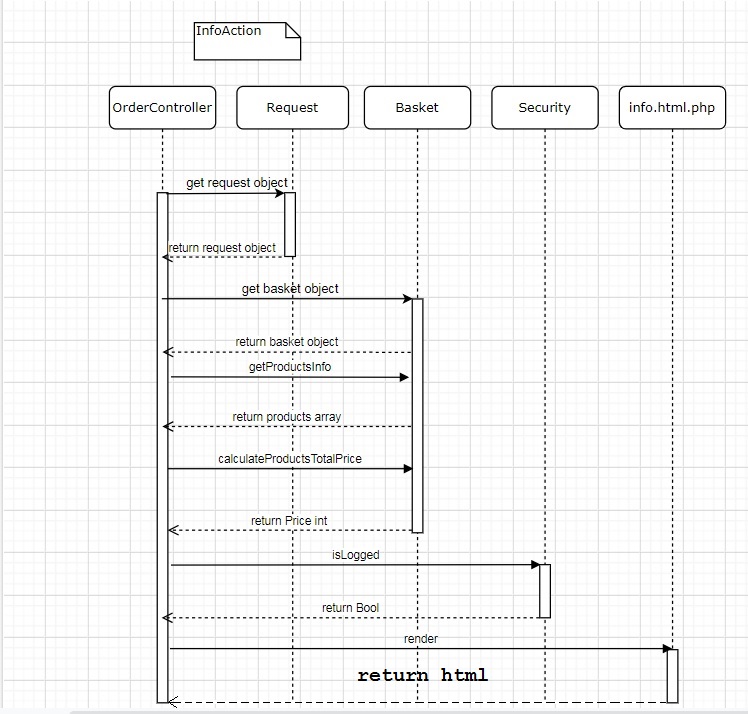 InfoAction
OrderController
Request
Basket
Security
info.html.php
get request object
return request object
get basket object
return basket object
getProductsInfo
return products array
calculateProductsTotalPrice
return Price int
isLogged
return Bool
render
return html